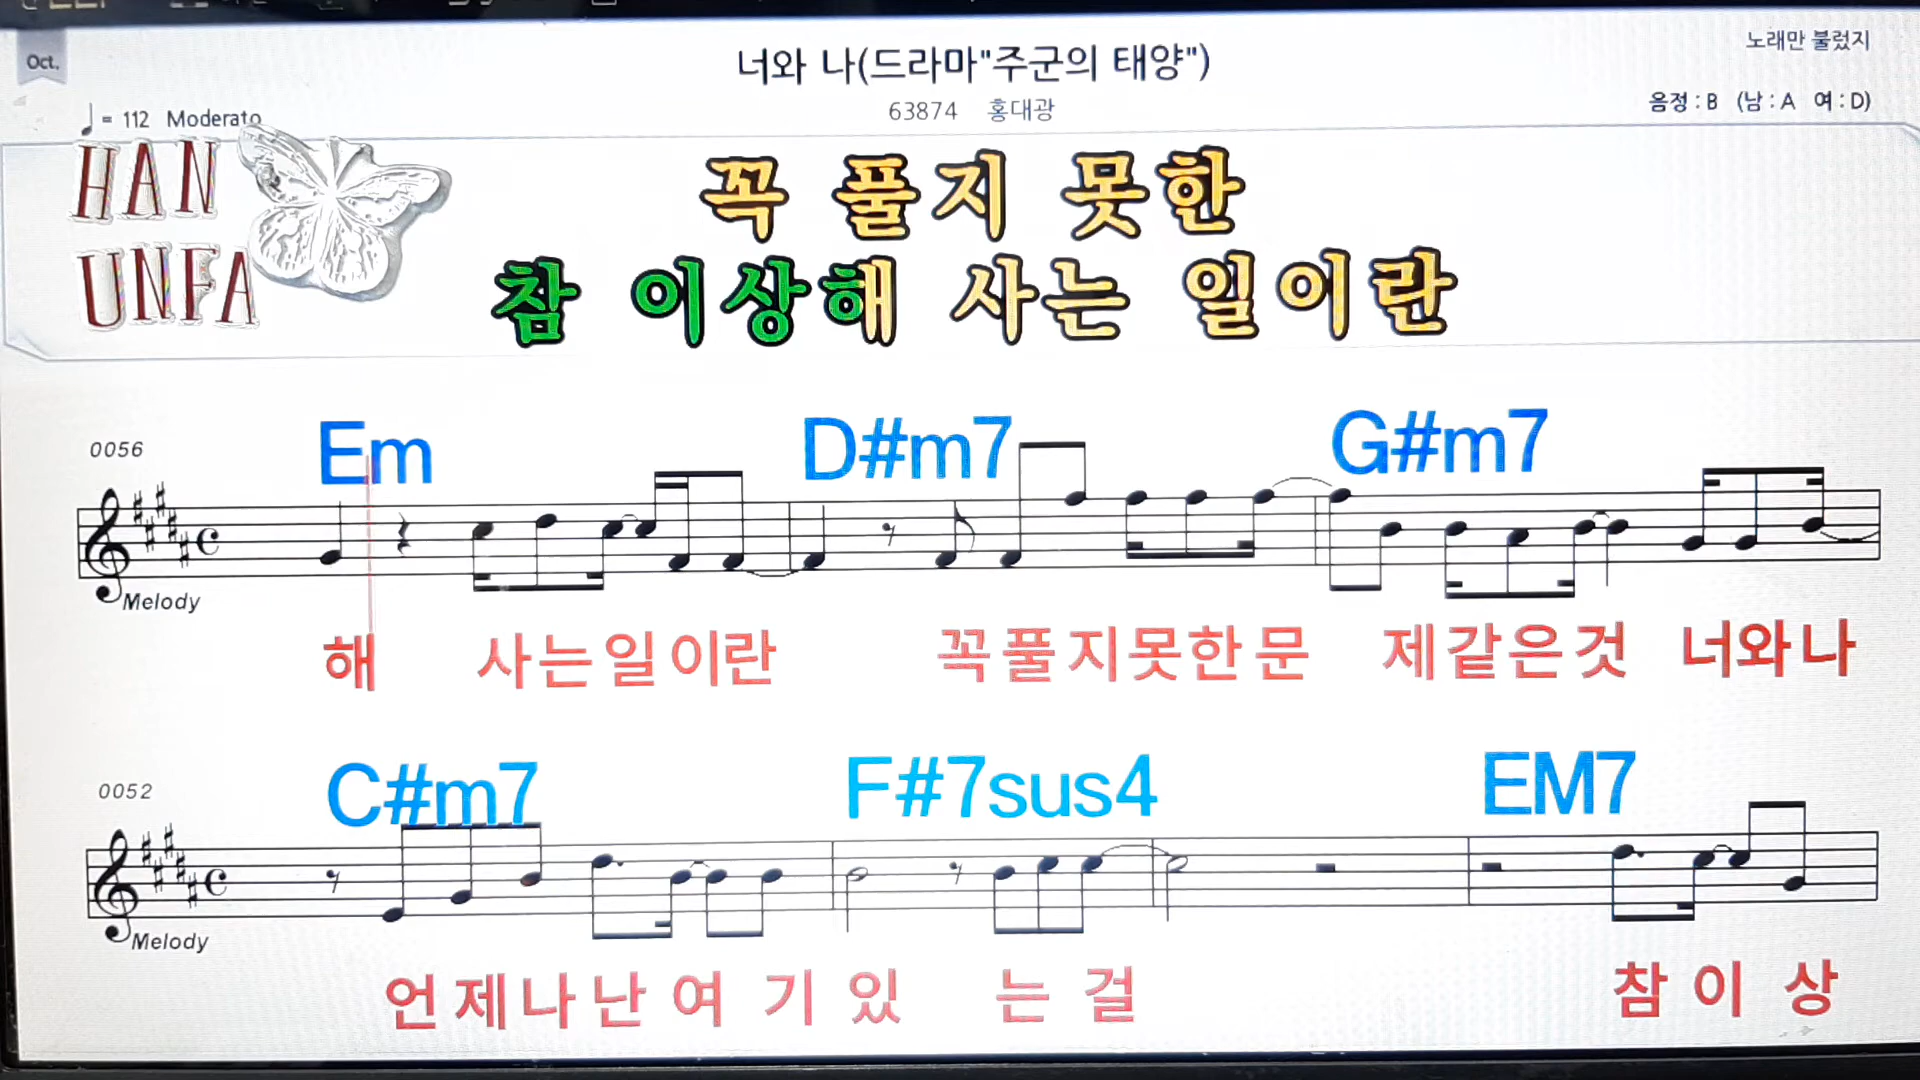 Oct.
너와 나(드라마"주군의 태양")
노래만 불렀지
= 112 Moderato
63874 홍대광
음정 : B (남 : A 여 : D)
HAN
UNFA
꼭 풀지 못한
참 이상해 사는 일이란
Em D#m7 G#m7
0056
Melody
해 사는일이란 꼭풀지못한문 제같은것 너와나
C#m7 F#7sus4 EM7
0052
Melody
언제나난여 기있 는걸 참이상